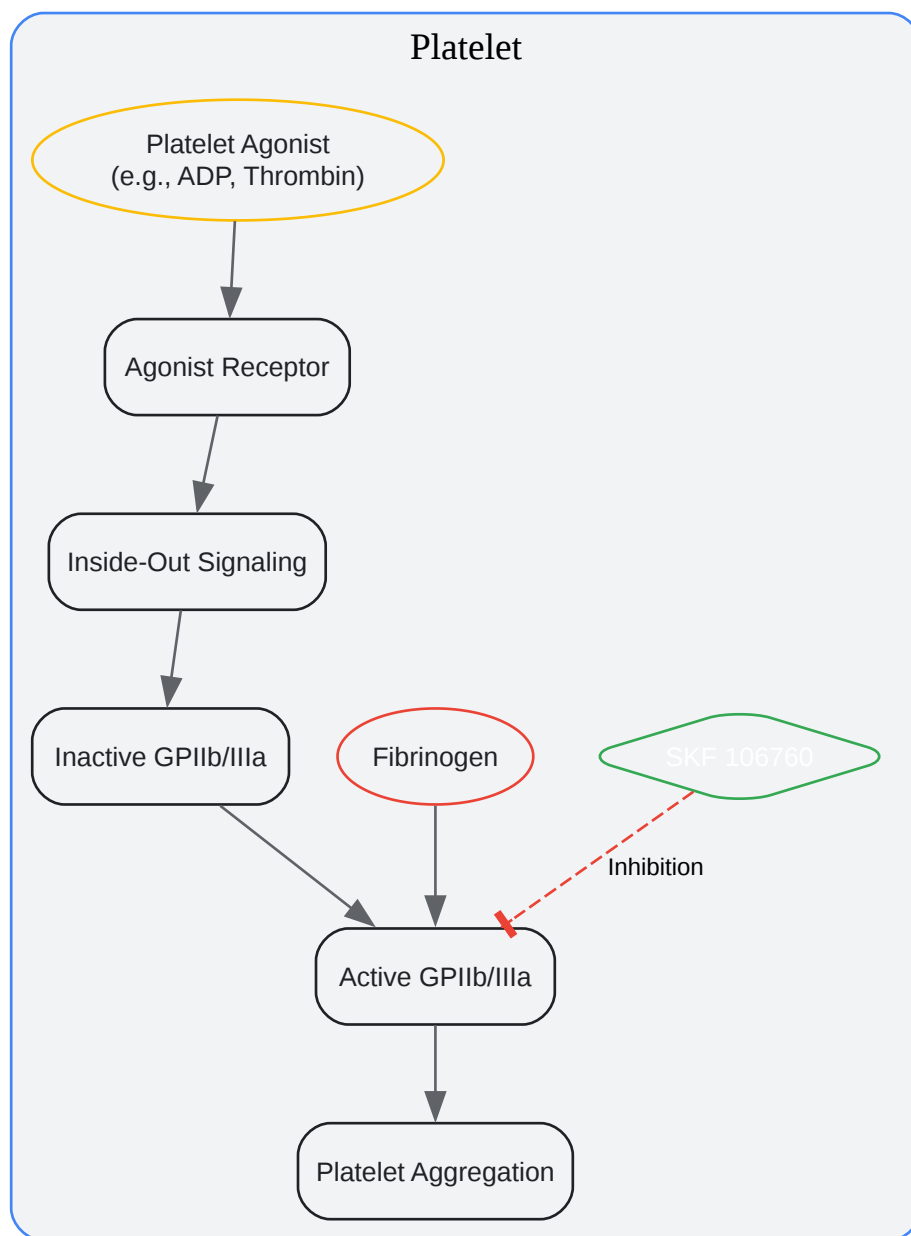 Platelet
Platelet Agonist
(e.g., ADP, Thrombin)
Agonist Receptor
Inside-Out Signaling
Inactive GPIIb/IIIa
Fibrinogen
SKF 106760
Inhibition
Active GPIIb/IIIa
Platelet Aggregation